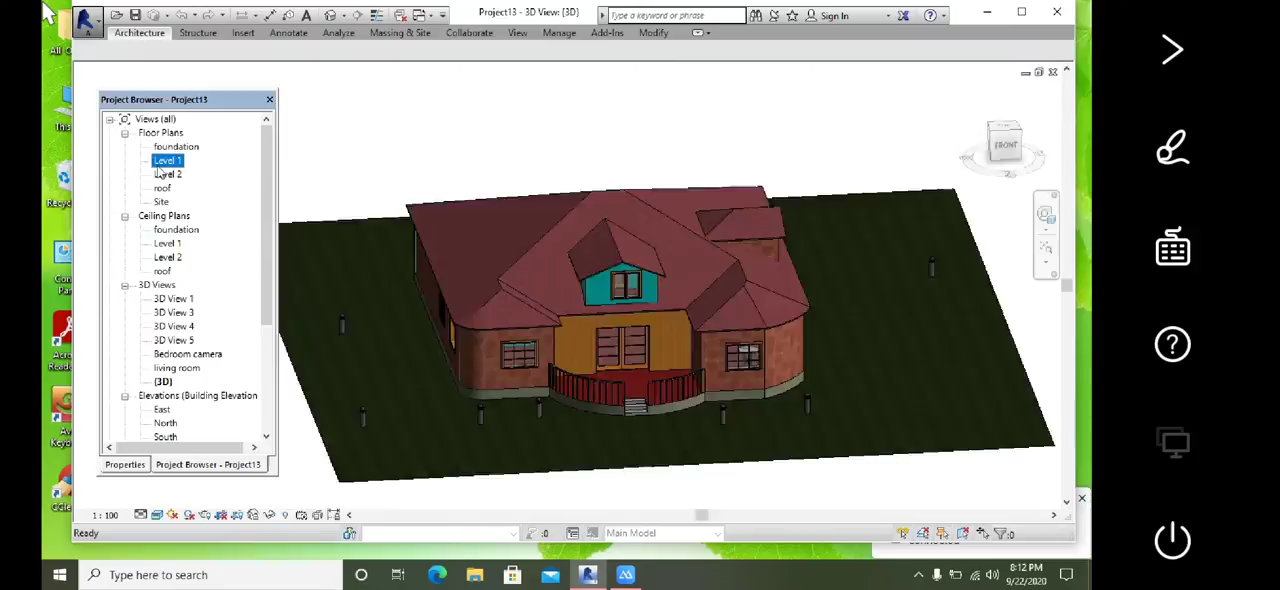 Project13 - 3D View: {3D}
Type a keyword or phrase
Sign In
Architecture Structure Insert Annotate Analyze Massing & Site Collaborate View Manage Add-Ins Modify
Project Browser - Project13
Views (all)
Floor Plans
foundation
Level 1
Level 2
roof
Site
Ceiling Plans
foundation
Level 1
Level 2
roof
3D Views
3D View 1
3D View 3
3D View 4
3D View 5
Bedroom camera
living room
{3D}
Elevations (Building Elevation
East
North
South
Properties Project Browser - Project13
FRONT
1 : 100
Ready
:0
Main Model
:0
Type here to search
8:12 PM
9/22/2020